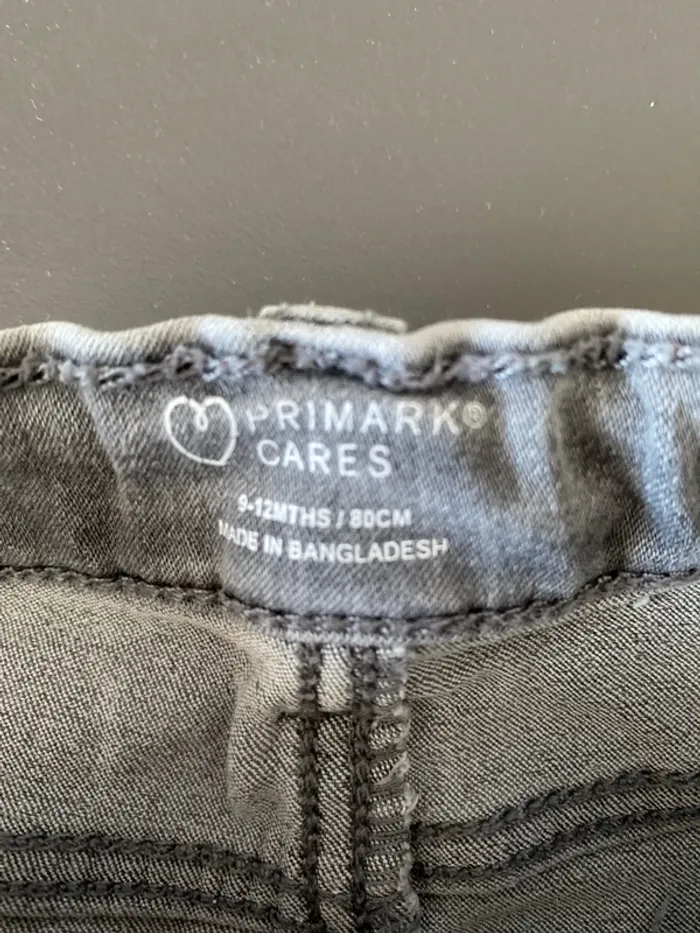 PRIMARK®
CARES
9-12MTHS / 80CM
MADE IN BANGLADESH